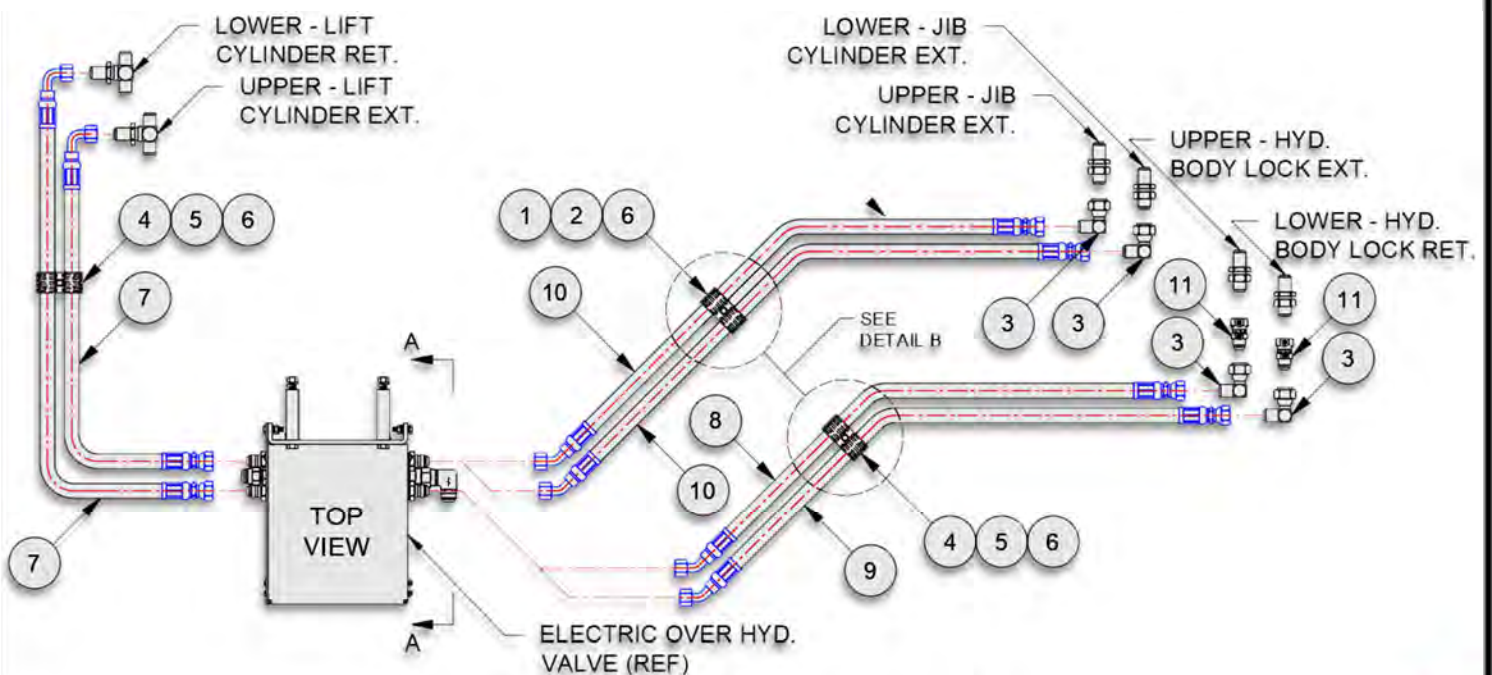 LOWER - LIFT
CYLINDER RET.
UPPER - LIFT
CYLINDER EXT.
LOWER - JIB
CYLINDER EXT.
UPPER - JIB
CYLINDER EXT.
UPPER - HYD.
BODY LOCK EXT.
LOWER - HYD.
BODY LOCK RET.
4 5 6
7
1 2 6
10
3
3
11
11
3
3
SEE
DETAIL B
A
10
8
9
4 5 6
7
TOP
VIEW
A
ELECTRIC OVER HYD.
VALVE (REF)